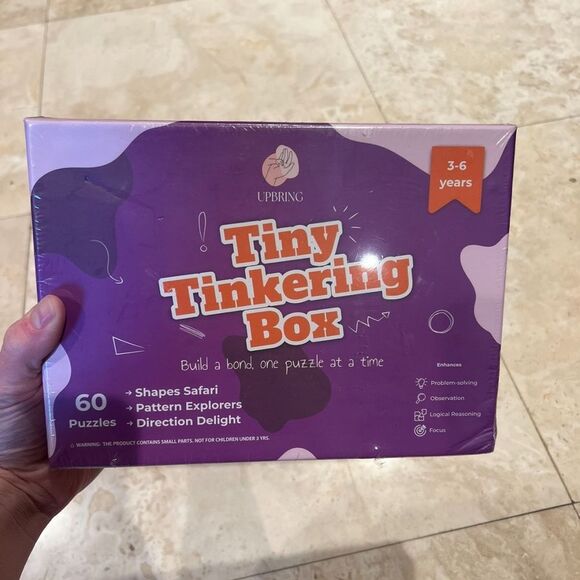 UPBRING
3-6
years
Tiny
Tinkering
Box
Build a bond, one puzzle at a time
60
Puzzles
→ Shapes Safari
→ Pattern Explorers
→ Direction Delight
Enhances
Problem-solving
Observation
Logical Reasoning
Focus
⚠ WARNING: THE PRODUCT CONTAINS SMALL PARTS. NOT FOR CHILDREN UNDER 3 YRS.